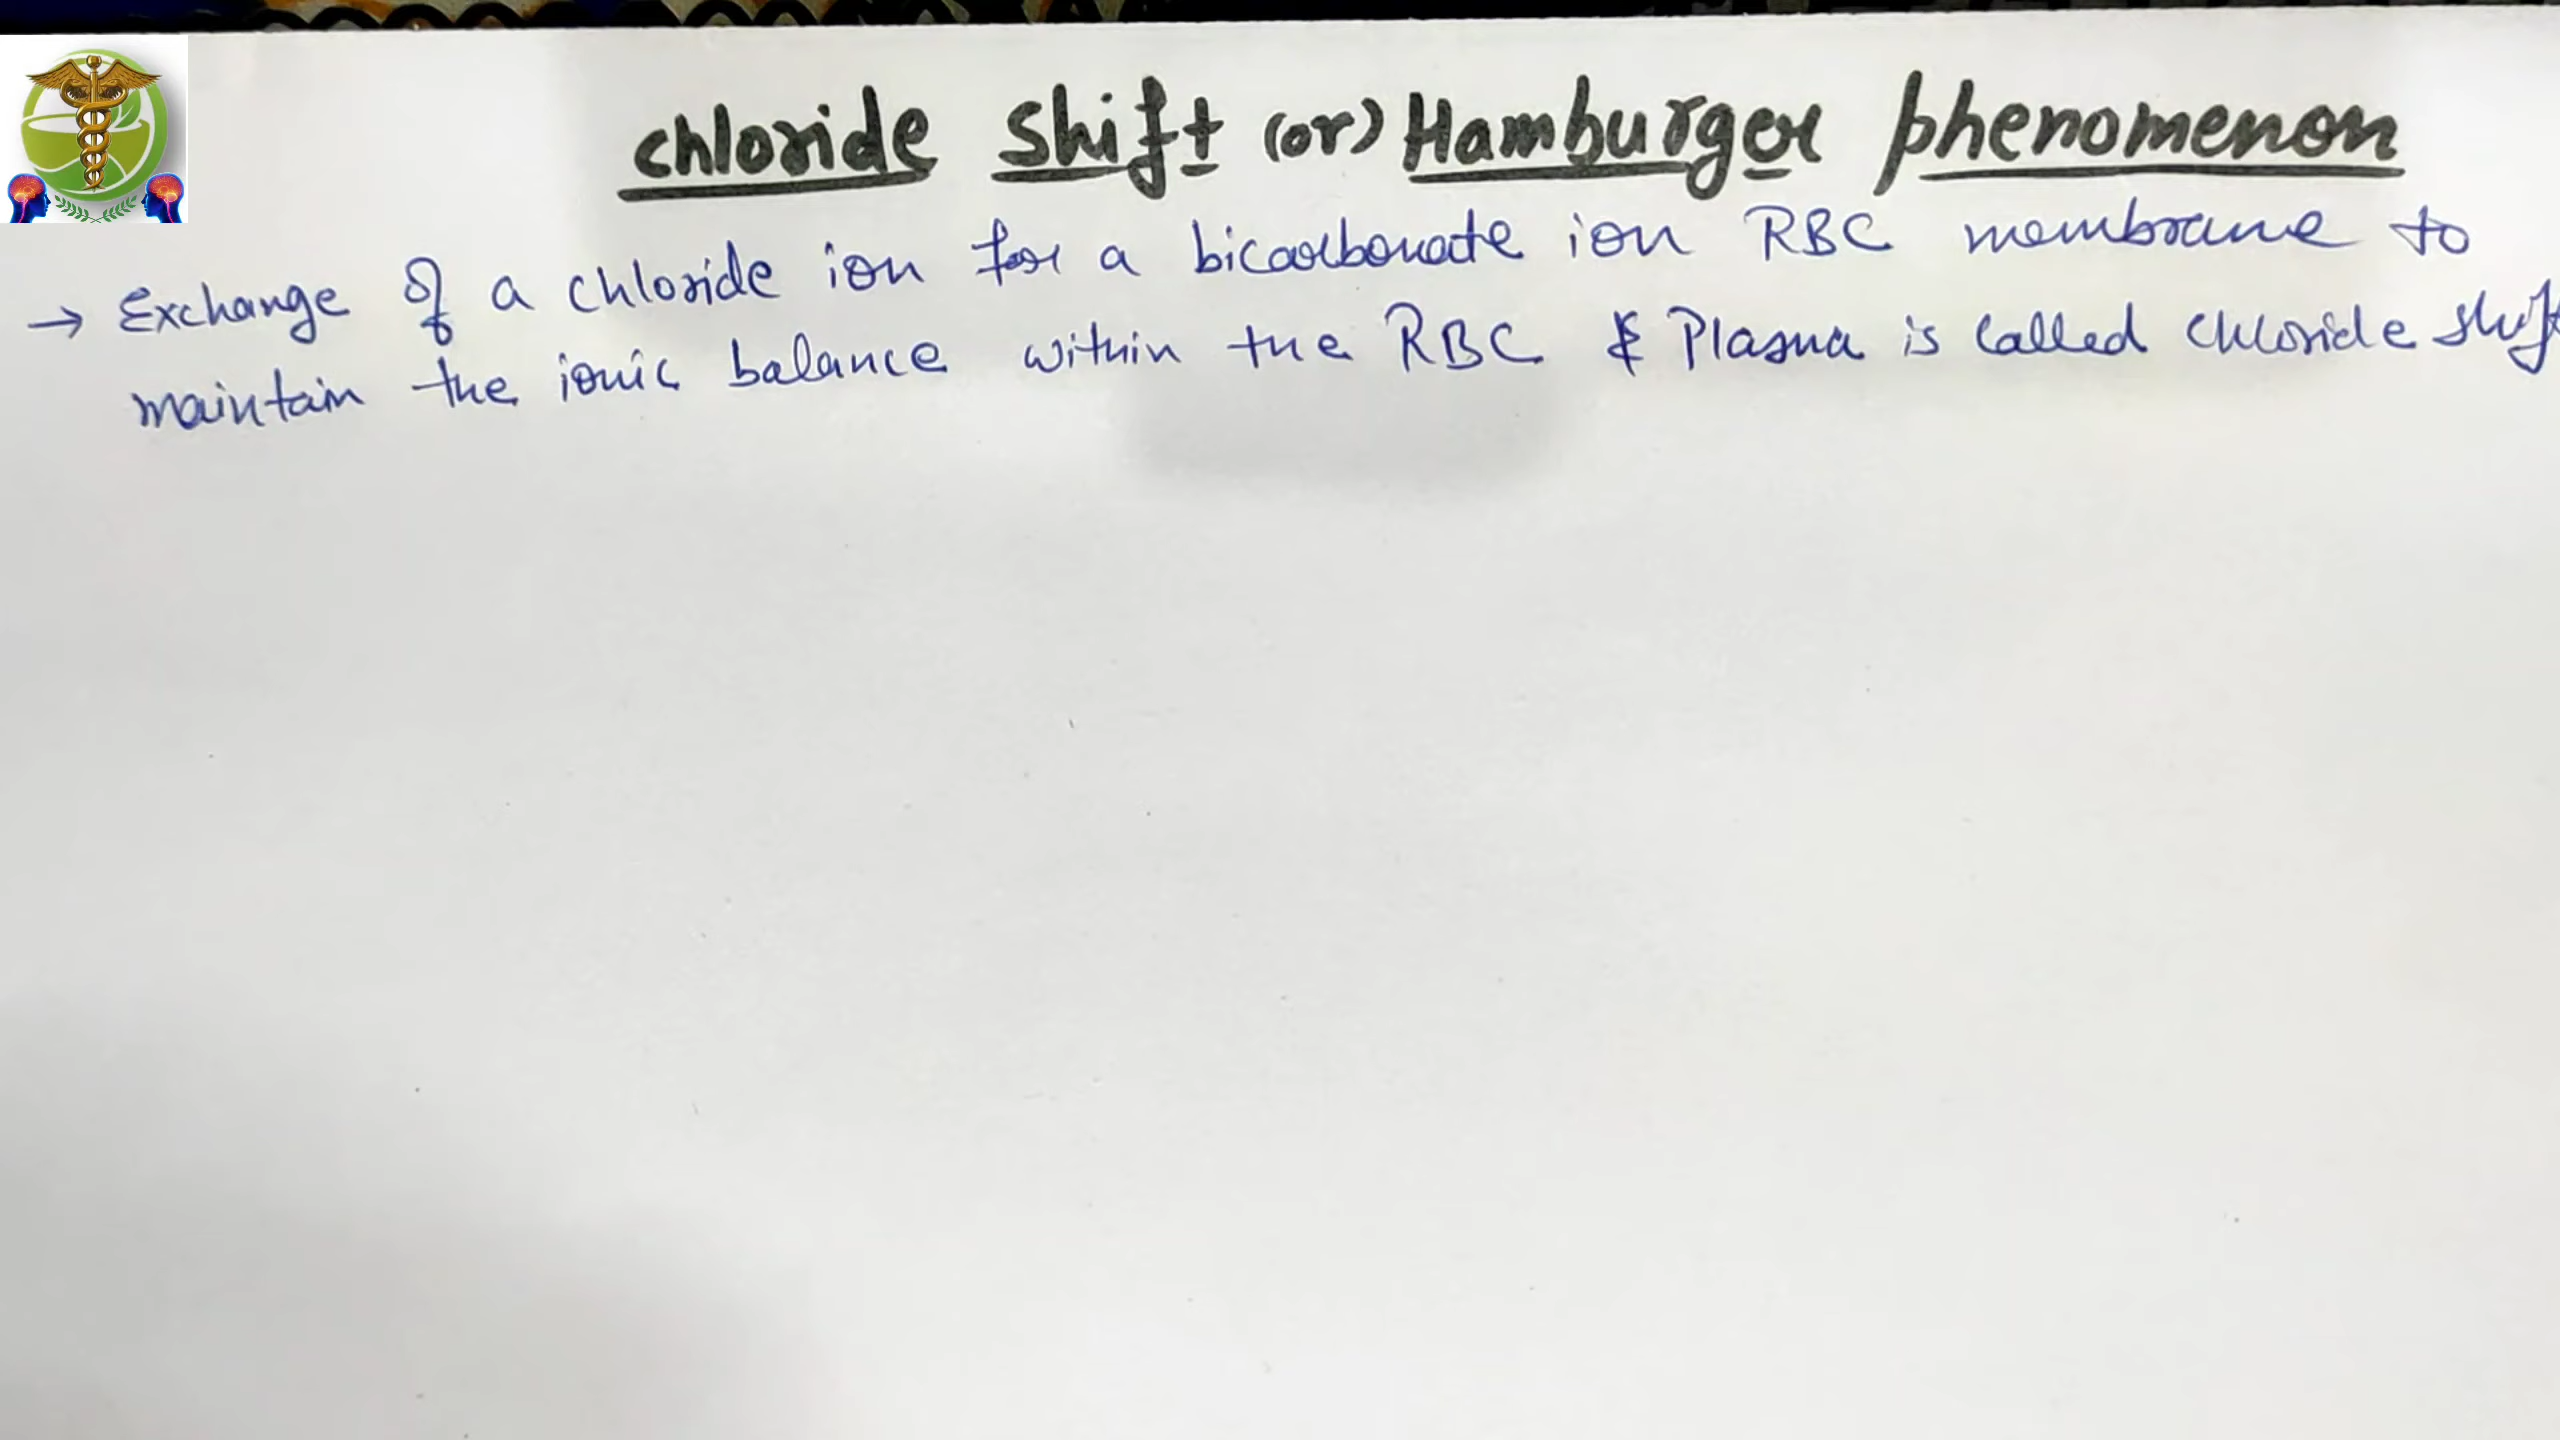 chloride shift (or) Hamburger phenomenon
→ Exchange of a chloride ion for a bicarbonate ion RBC membrane to
maintain the ionic balance within the RBC & Plasma is called chloride shift